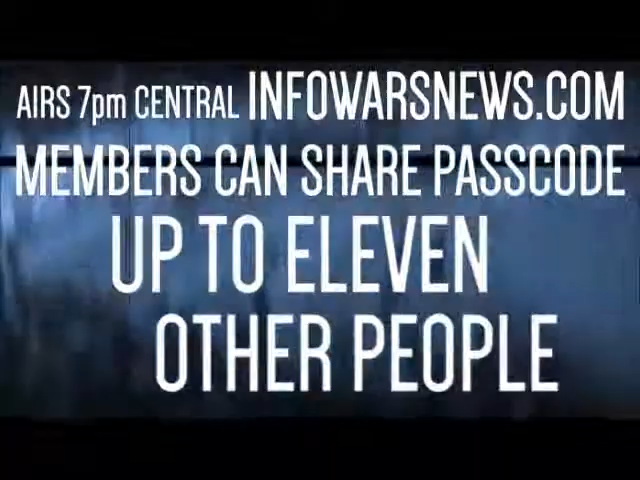 AIRS 7pm CENTRAL INFOWARSNEWS.COM
MEMBERS CAN SHARE PASSCODE
UP TO ELEVEN
OTHER PEOPLE